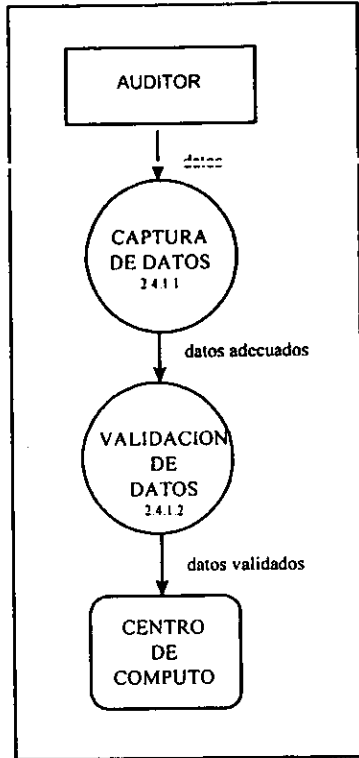 AUDITOR
datos
CAPTURA
DE DATOS
2.4.1.1
datos adecuados
VALIDACION
DE
DATOS
2.4.1.2
datos validados
CENTRO
DE
COMPUTO